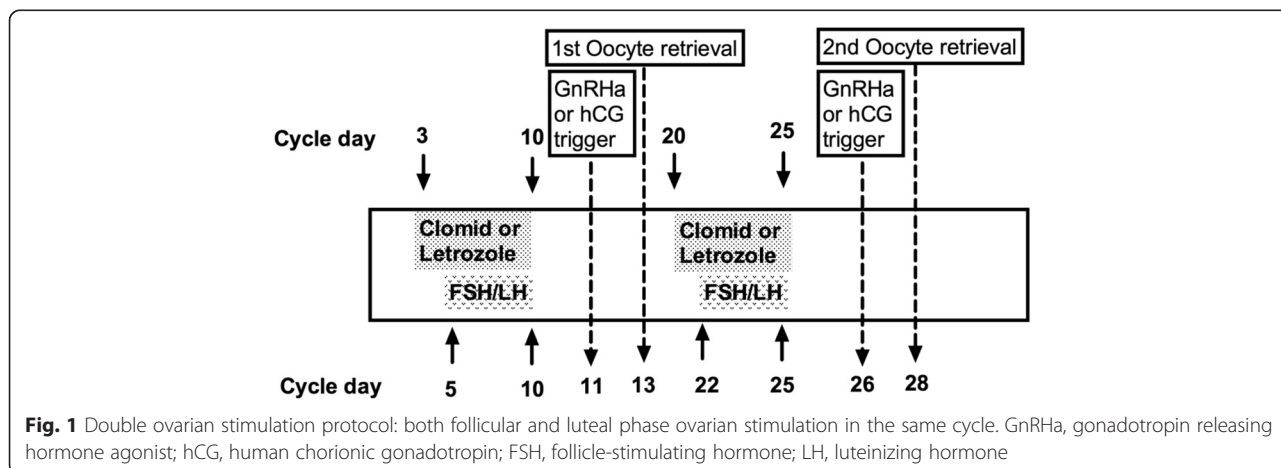 1st Oocyte retrieval
2nd Oocyte retrieval
GnRHa
or hCG
trigger
GnRHa
or hCG
trigger
Cycle day 3 10 20 25
Clomid or
Letrozole
Clomid or
Letrozole
FSH/LH
FSH/LH
Cycle day 5 10 11 13 22 25 26 28
Fig. 1 Double ovarian stimulation protocol: both follicular and luteal phase ovarian stimulation in the same cycle. GnRHa, gonadotropin releasing
hormone agonist; hCG, human chorionic gonadotropin; FSH, follicle-stimulating hormone; LH, luteinizing hormone